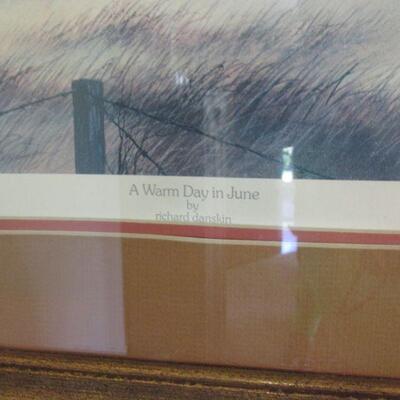 A Warm Day in June
by
richard danskin